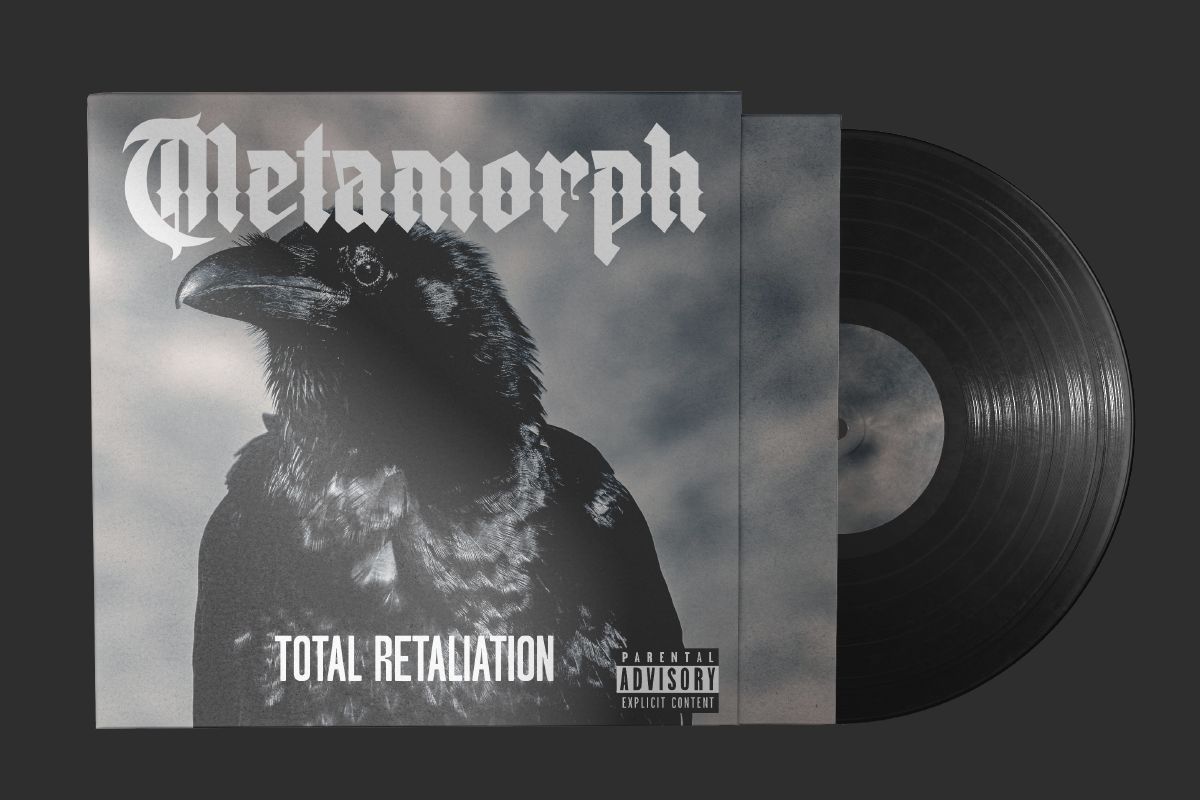 Metamorph
TOTAL RETALIATION
PARENTAL
ADVISORY
EXPLICIT CONTENT